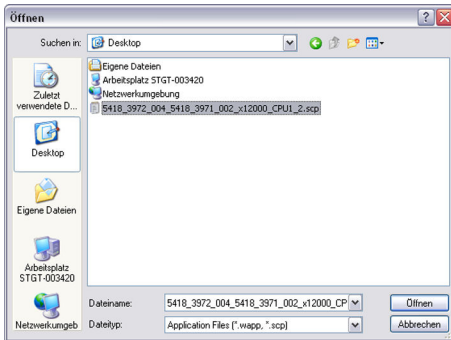 Öffnen
Suchen in: Desktop
Zuletzt
verwendete D...
Desktop
Eigene Dateien
Arbeitsplatz
STGT-003420
Netzwerkumgeb
Eigene Dateien
Arbeitsplatz STGT-003420
Netzwerkumgebung
5418_3972_004_5418_3971_002_x12000_CPU1_2.scp
Dateiname: 5418_3972_004_5418_3971_002_x12000_CP Öffnen
Dateityp: Application Files (*.wapp, *.scp) Abbrechen